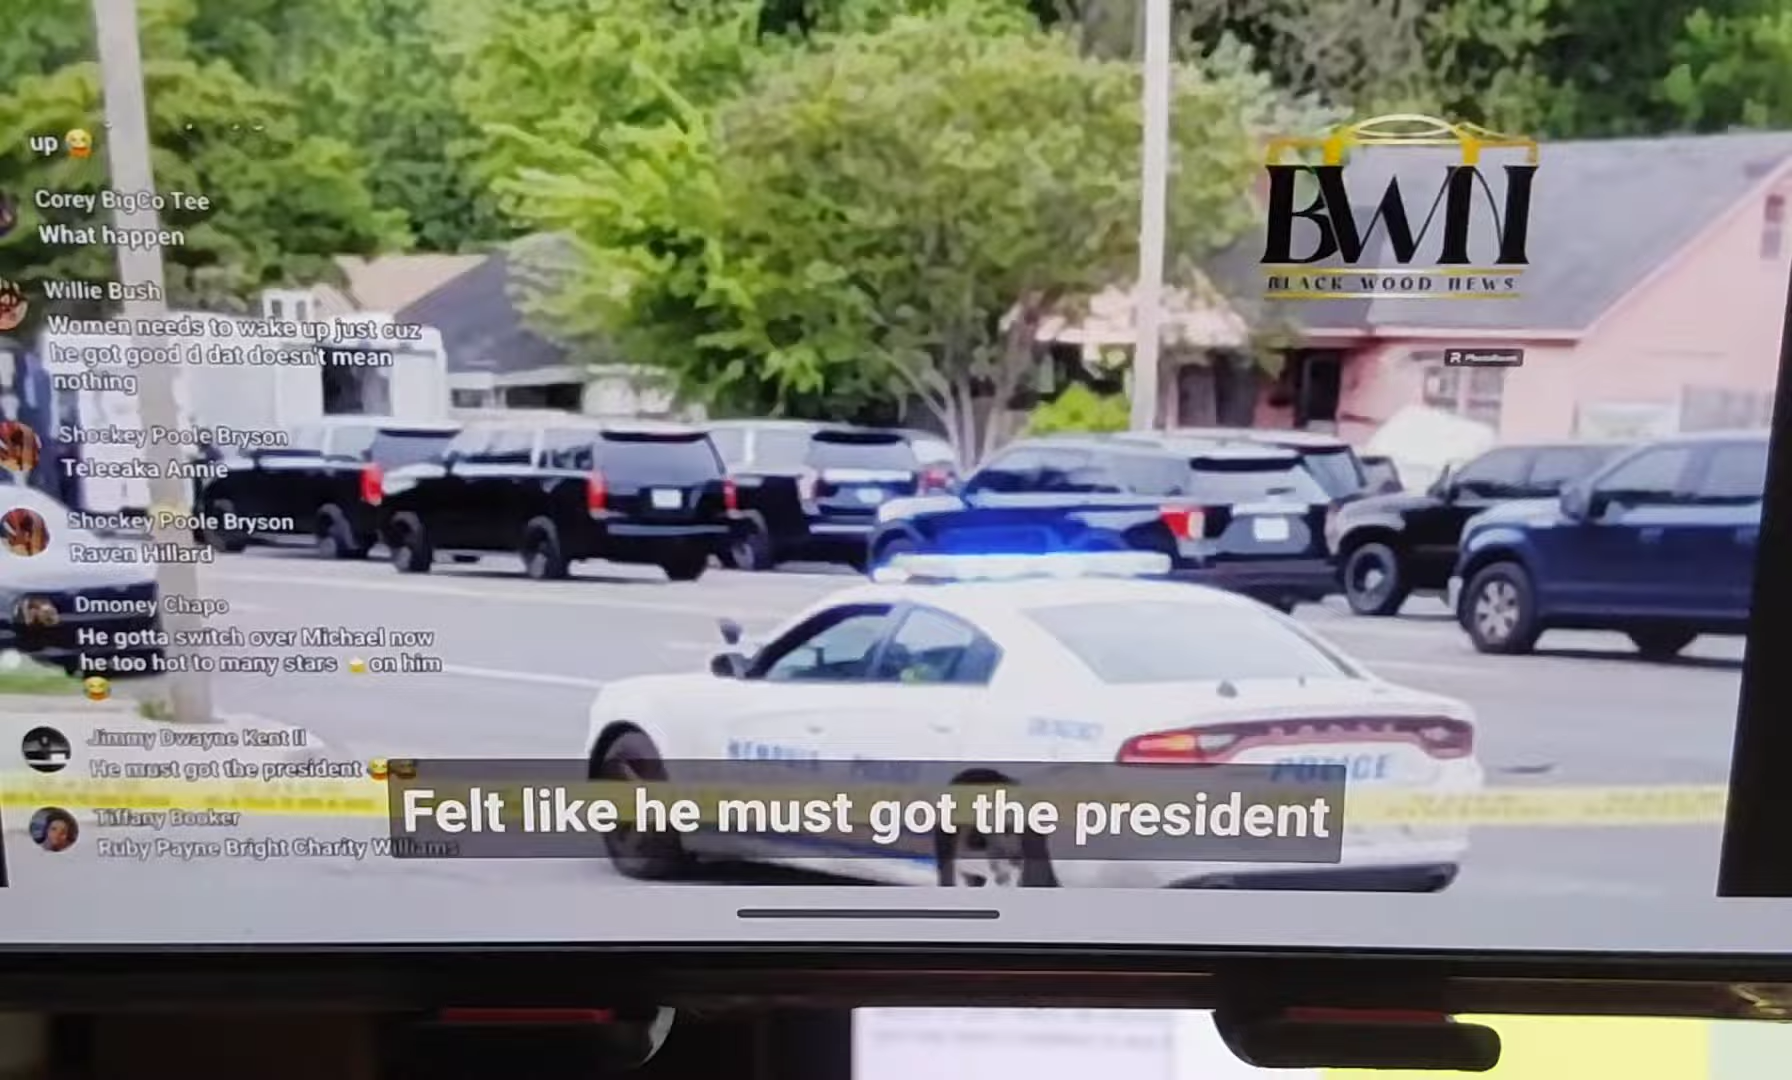 up 😂
Corey BigCo Tee
What happen
Willie Bush
Women needs to wake up just cuz
he got good d dat doesn't mean
nothing
Shockey Poole Bryson
Teleeaka Annie
Shockey Poole Bryson
Raven Hillard
Dmoney Chapo
He gotta switch over Michael now
he too hot to many stars ⭐ on him
😂
Jimmy Dwayne Kent II
He must got the president 😂😂
Tiffany Booker
Ruby Payne Bright Charity Williams
BWN
BLACK WOOD NEWS
PhotoRoom
MEMPHIS
POLICE
Felt like he must got the president